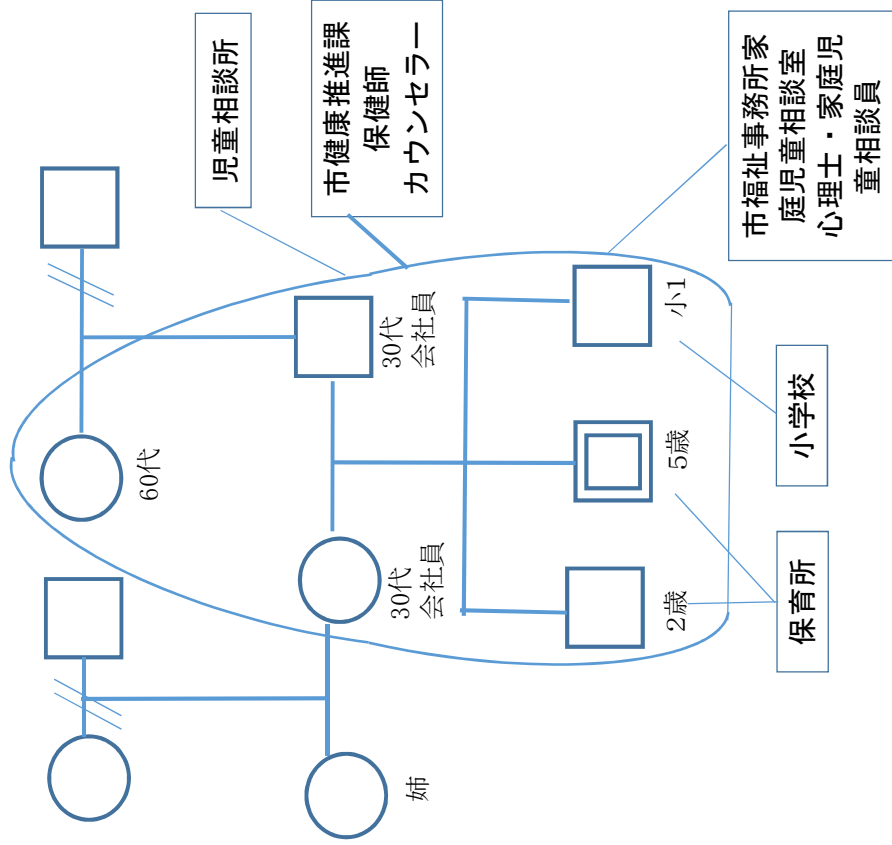 児童相談所
市健康推進課
保健師
カウンセラー
市福祉事務所家
庭児童相談室
心理士・家庭児
童相談員
60代
30代
会社員
30代
会社員
姉
小1
5歳
2歳
小学校
保育所